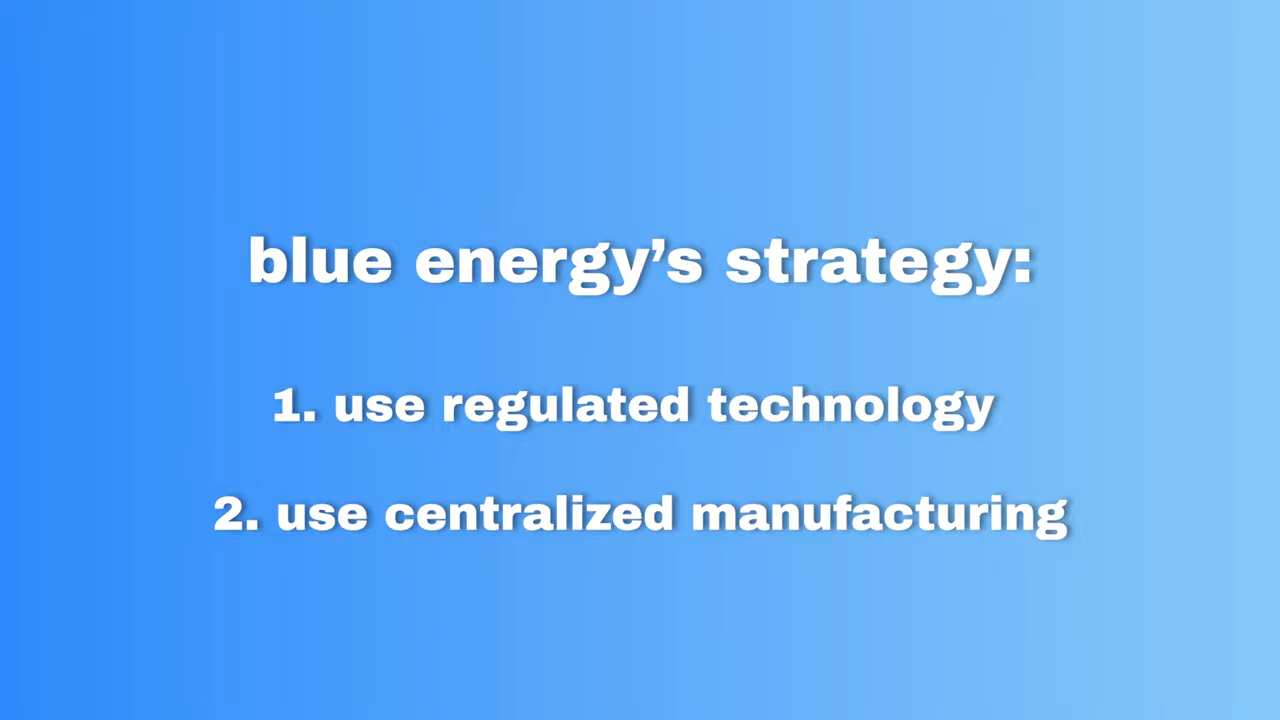 blue energy’s strategy:
1. use regulated technology
2. use centralized manufacturing